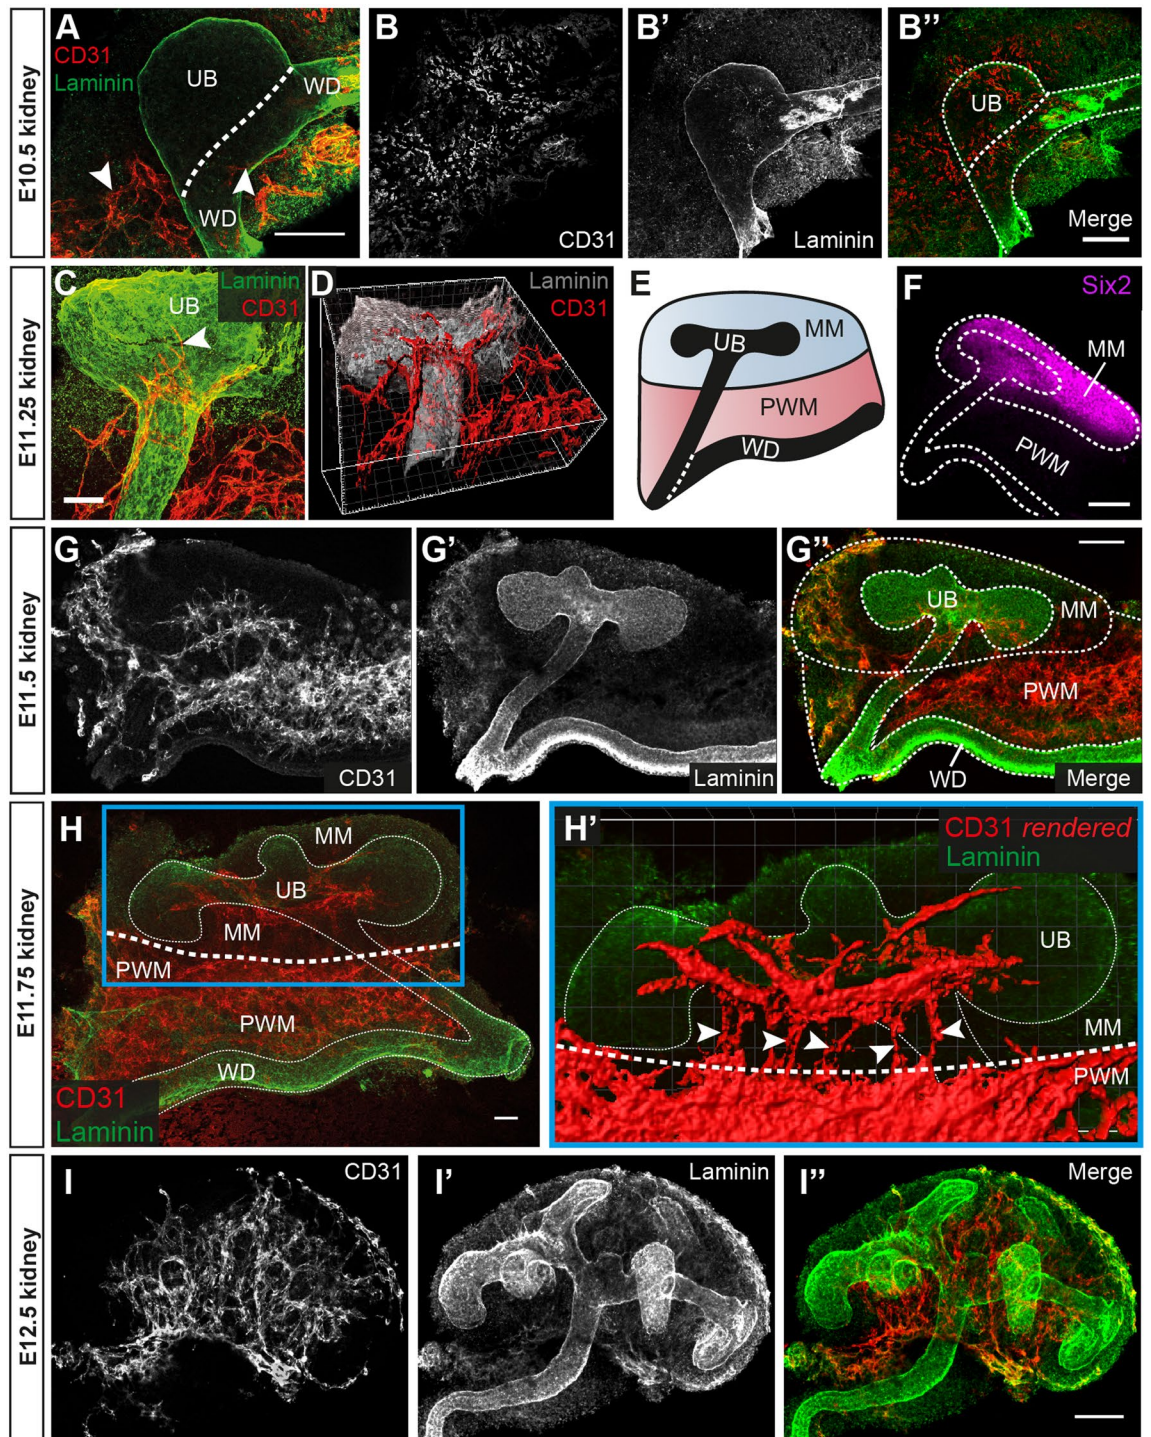 E10.5 kidney
A
CD31
Laminin
UB
WD
WD
B
CD31
B’
Laminin
B’’
UB
Merge
E11.25 kidney
C
Laminin
CD31
UB
D
Laminin
CD31
E
UB
MM
PWM
WD
F
Six2
MM
PWM
E11.5 kidney
G
CD31
G’
Laminin
G’’
UB
MM
PWM
WD
Merge
E11.75 kidney
H
MM
UB
MM
PWM
PWM
WD
CD31
Laminin
H’
CD31 rendered
Laminin
UB
MM
PWM
E12.5 kidney
I
CD31
I’
Laminin
I’’
Merge